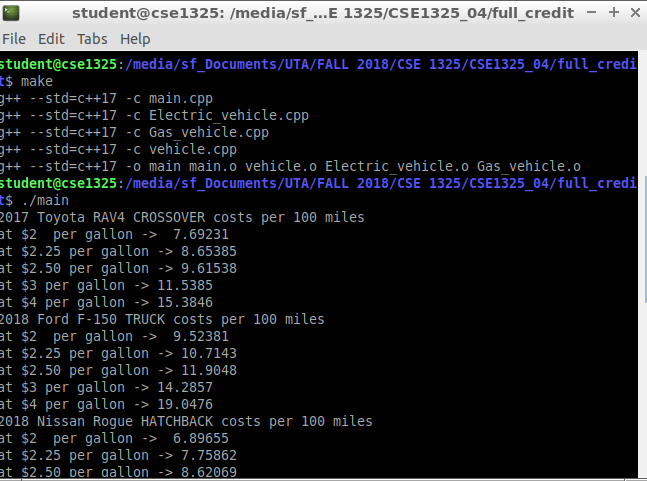 student@cse1325: /media/sf_...E 1325/CSE1325_04/full_credit
File Edit Tabs Help
student@cse1325:/media/sf_Documents/UTA/FALL 2018/CSE 1325/CSE1325_04/full_credi
t$ make
g++ --std=c++17 -c main.cpp
g++ --std=c++17 -c Electric_vehicle.cpp
g++ --std=c++17 -c Gas_vehicle.cpp
g++ --std=c++17 -c vehicle.cpp
g++ --std=c++17 -o main main.o vehicle.o Electric_vehicle.o Gas_vehicle.o
student@cse1325:/media/sf_Documents/UTA/FALL 2018/CSE 1325/CSE1325_04/full_credi
t$ ./main
2017 Toyota RAV4 CROSSOVER costs per 100 miles
at $2  per gallon ->  7.69231
at $2.25 per gallon -> 8.65385
at $2.50 per gallon -> 9.61538
at $3 per gallon -> 11.5385
at $4 per gallon -> 15.3846
2018 Ford F-150 TRUCK costs per 100 miles
at $2  per gallon ->  9.52381
at $2.25 per gallon -> 10.7143
at $2.50 per gallon -> 11.9048
at $3 per gallon -> 14.2857
at $4 per gallon -> 19.0476
2018 Nissan Rogue HATCHBACK costs per 100 miles
at $2  per gallon ->  6.89655
at $2.25 per gallon -> 7.75862
at $2.50 per gallon -> 8.62069